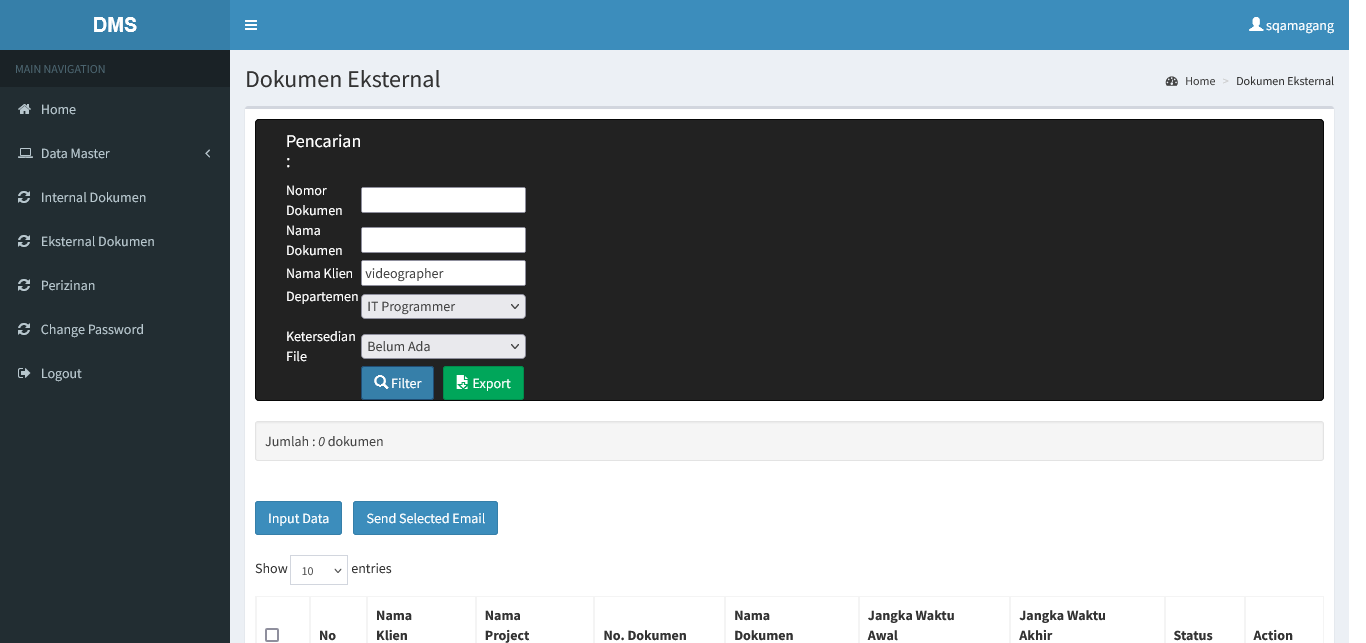 DMS
sqamagang
MAIN NAVIGATION
Home
Data Master
Internal Dokumen
Eksternal Dokumen
Perizinan
Change Password
Logout
Dokumen Eksternal
Home > Dokumen Eksternal
Pencarian
:
Nomor
Dokumen
Nama
Dokumen
Nama Klien videographer
Departemen IT Programmer
Ketersedian
File
Belum Ada
Filter Export
Jumlah : 0 dokumen
Input Data Send Selected Email
Show 10 entries
No
Nama
Klien
Nama
Project
No. Dokumen
Nama
Dokumen
Jangka Waktu
Awal
Jangka Waktu
Akhir
Status
Action